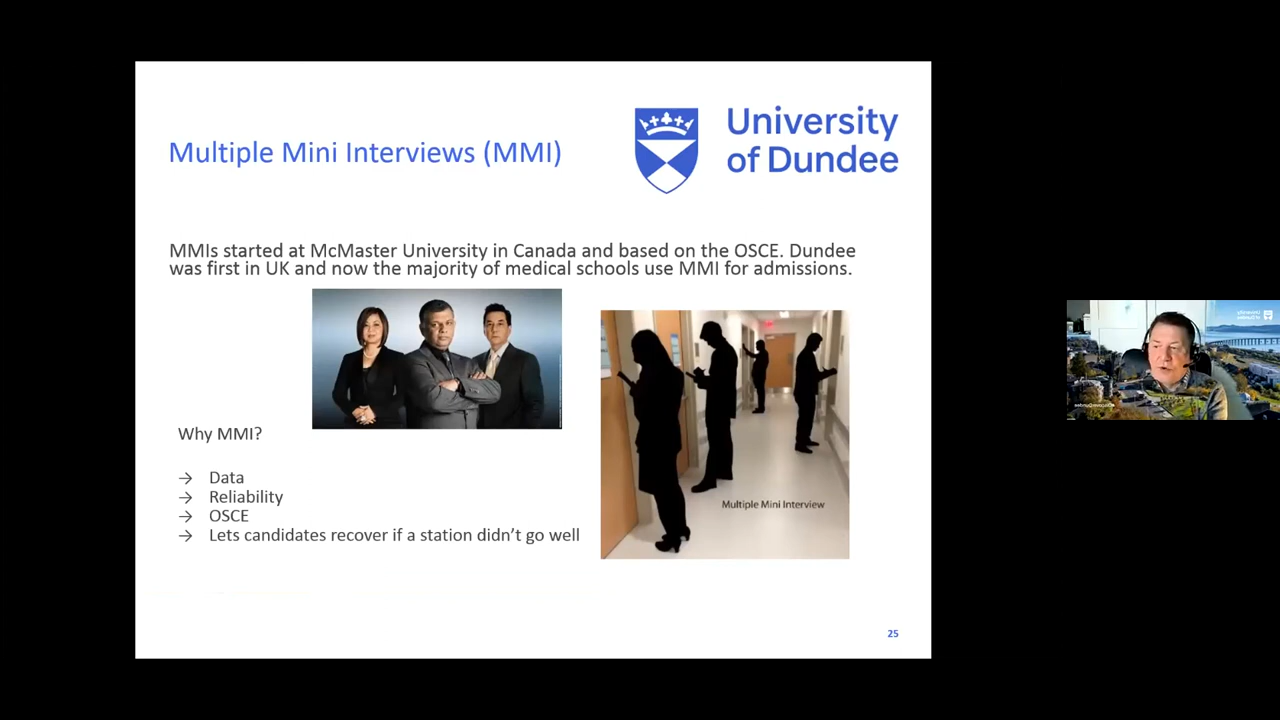 Multiple Mini Interviews (MMI)
University
of Dundee
MMIs started at McMaster University in Canada and based on the OSCE. Dundee
was first in UK and now the majority of medical schools use MMI for admissions.
Why MMI?
→ Data
→ Reliability
→ OSCE
→ Lets candidates recover if a station didn't go well
Multiple Mini Interview
25